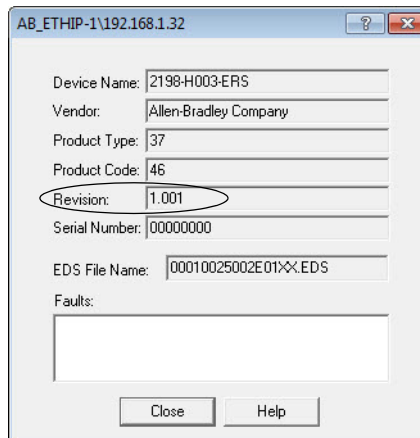 AB_ETHIP-1\192.168.1.32
Device Name: 2198-H003-ERS
Vendor: Allen-Bradley Company
Product Type: 37
Product Code: 46
Revision: 1.001
Serial Number: 00000000
EDS File Name: 00010025002E01XX.EDS
Faults:
Close Help